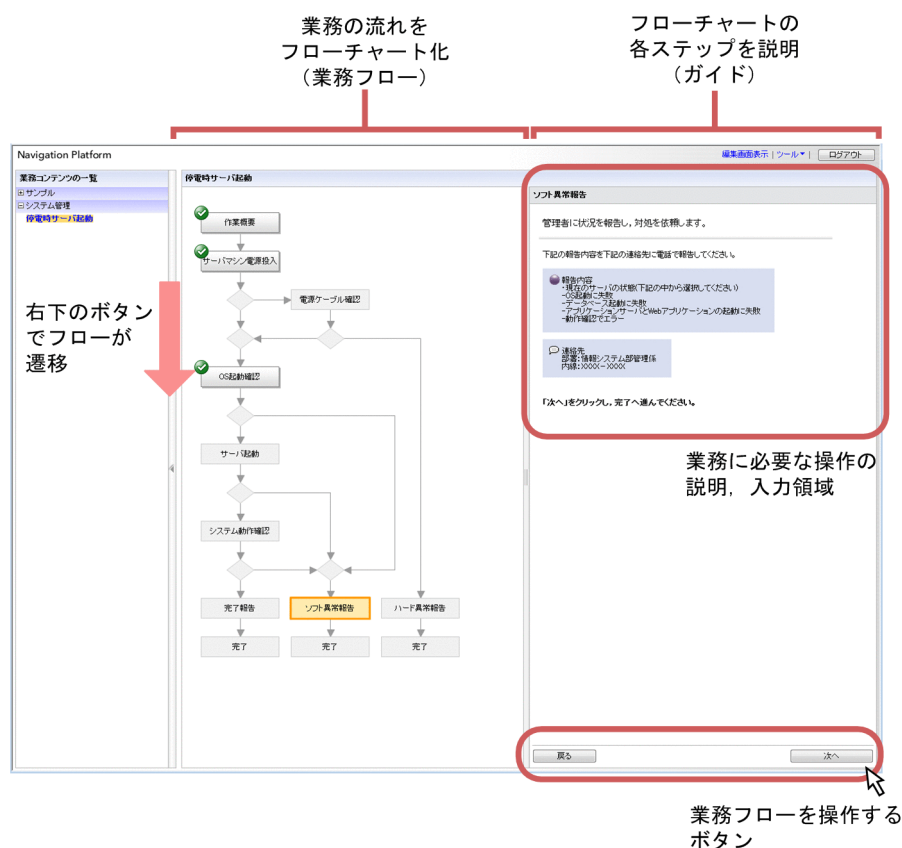 業務の流れを
フローチャート化
（業務フロー）
フローチャートの
各ステップを説明
（ガイド）
Navigation Platform
編集画面表示 | ツール▼ | ログアウト
業務コンテンツの一覧
サンプル
システム管理
停電時サーバ起動
停電時サーバ起動
作業概要
サーバマシン電源投入
電源ケーブル確認
OS起動確認
サーバ起動
システム動作確認
完了報告
ソフト異常報告
ハード異常報告
完了
完了
完了
右下のボタン
でフローが
遷移
ソフト異常報告
管理者に状況を報告し，対処を依頼します。
下記の報告内容を下記の連絡先に電話で報告してください。
報告内容
・現在のサーバの状態（下記の中から選択してください）
-OS起動に失敗
-データベース起動に失敗
-アプリケーションサーバとWebアプリケーションの起動に失敗
-動作確認でエラー
連絡先
部署：情報システム部管理係
内線：XXXX－XXXX
「次へ」をクリックし，完了へ進んでください。
業務に必要な操作の
説明，入力領域
戻る
次へ
業務フローを操作する
ボタン